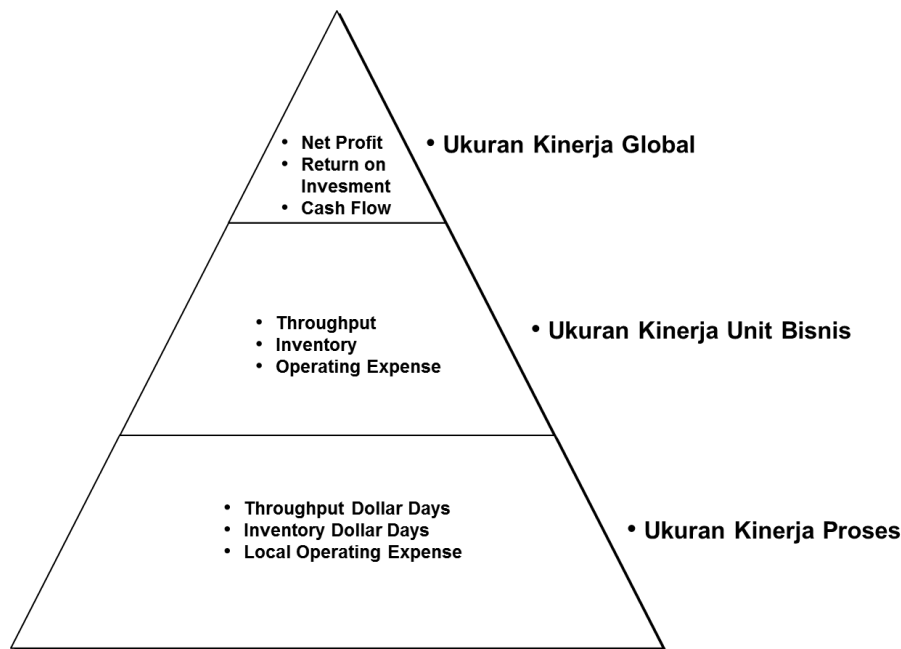 • Net Profit
• Return on
Invesment
• Cash Flow
• Ukuran Kinerja Global
• Throughput
• Inventory
• Operating Expense
• Ukuran Kinerja Unit Bisnis
• Throughput Dollar Days
• Inventory Dollar Days
• Local Operating Expense
• Ukuran Kinerja Proses